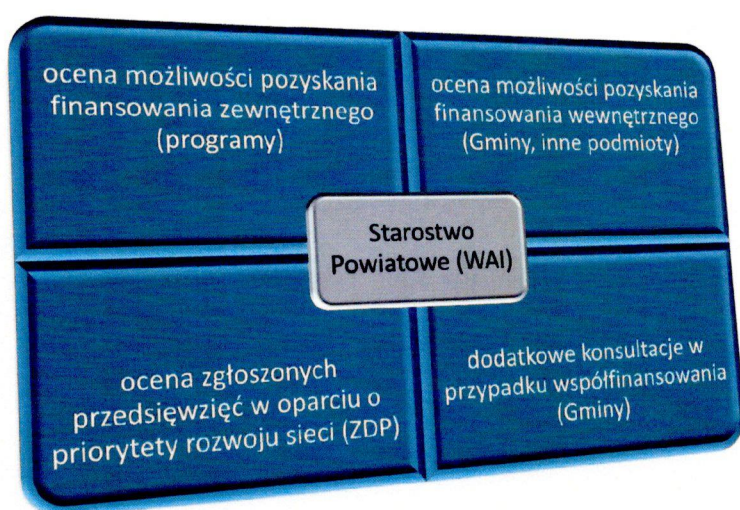 ocena możliwości pozyskania
finansowania zewnętrznego
(programy)
ocena możliwości pozyskania
finansowania wewnętrznego
(Gminy, inne podmioty)
Starostwo
Powiatowe (WAI)
ocena zgłoszonych
przedsięwzięć w oparciu o
priorytety rozwoju sieci (ZDP)
dodatkowe konsultacje w
przypadku współfinansowania
(Gminy)